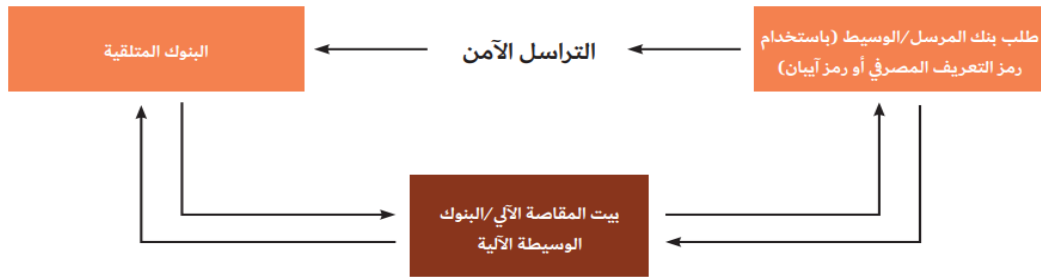 طلب بنك المرسل/الوسيط (باستخدام
رمز التعريف المصرفي أو رمز آيبان)
التراسل الآمن
البنوك المتلقية
بيت المقاصة الآلي/البنوك
الوسيطة الآلية